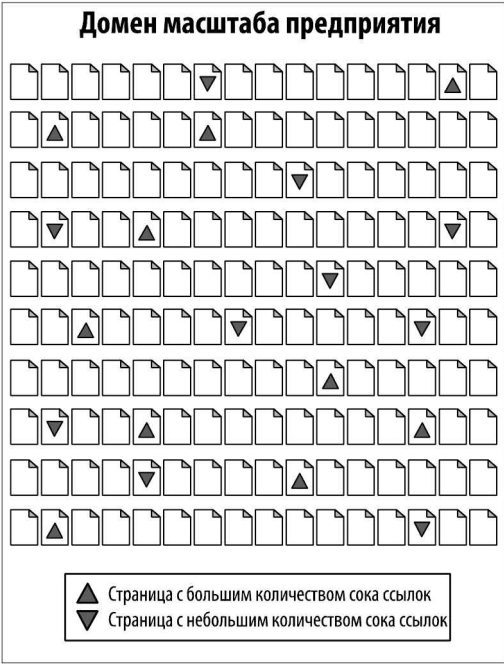 Домен масштаба предприятия
Страница с большим количеством сока ссылок
Страница с небольшим количеством сока ссылок